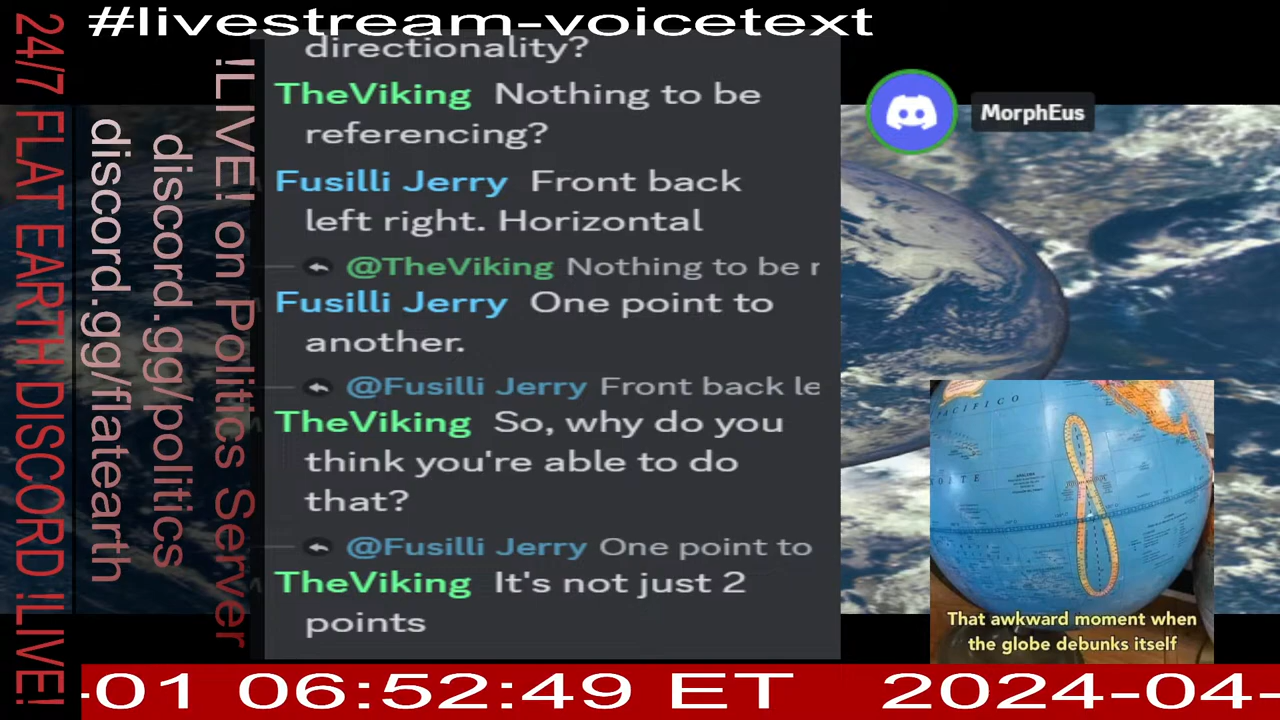 #livestream-voicetext
24/7 FLAT EARTH DISCORD !LIVE!
discord.gg/flatearth
discord.gg/politics
!LIVE! on Politics Server
directionality?
TheViking Nothing to be
referencing?
Fusilli Jerry Front back
left right. Horizontal
@TheViking Nothing to be r
Fusilli Jerry One point to
another.
@Fusilli Jerry Front back le
TheViking So, why do you
think you're able to do
that?
@Fusilli Jerry One point to
TheViking It's not just 2
points
MorphEus
PACÍFICO
That awkward moment when
the globe debunks itself
-01 06:52:49 ET 2024-04-